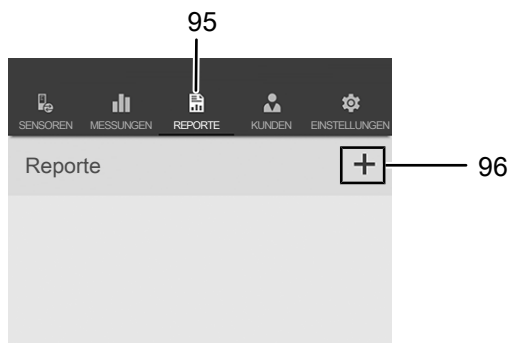 95
SENSOREN MESSUNGEN REPORTE KUNDEN EINSTELLUNGEN
Reporte +
96